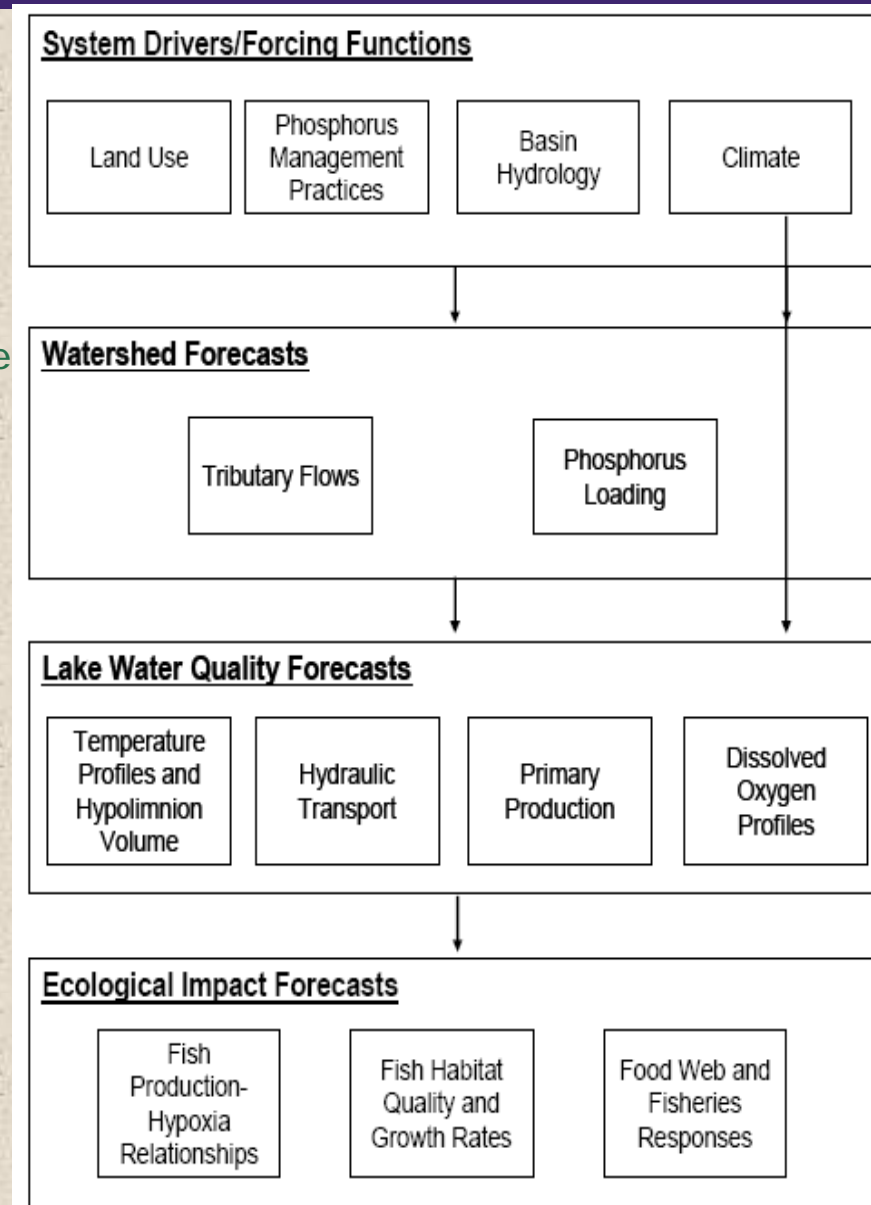 System Drivers/Forcing Functions
Land Use
Phosphorus
Management
Practices
Basin
Hydrology
Climate
e
Watershed Forecasts
Tributary Flows
Phosphorus
Loading
Lake Water Quality Forecasts
Temperature
Profiles and
Hypolimnion
Volume
Hydraulic
Transport
Primary
Production
Dissolved
Oxygen
Profiles
Ecological Impact Forecasts
Fish
Production-
Hypoxia
Relationships
Fish Habitat
Quality and
Growth Rates
Food Web and
Fisheries
Responses